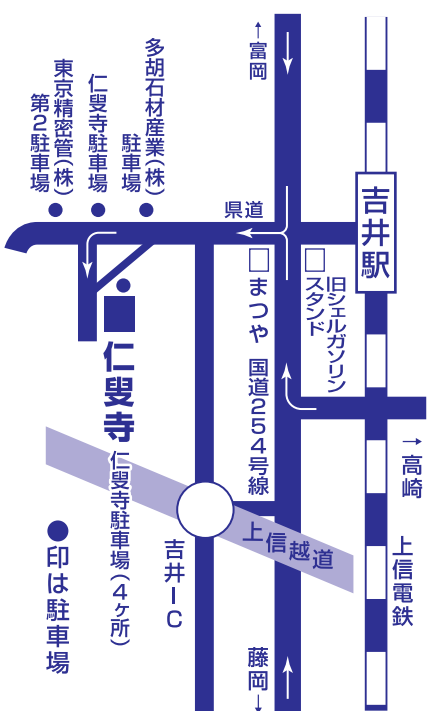 ←富岡
吉井駅
旧シェルガソリン
スタンド
県道
まつや
国道254号線
多胡石材産業(株)
駐車場
仁叟寺駐車場
東京精密管(株)
第2駐車場
仁叟寺
仁叟寺駐車場(4ヶ所)
→高崎
上信電鉄
上信越道
吉井IC
藤岡→
●印は駐車場